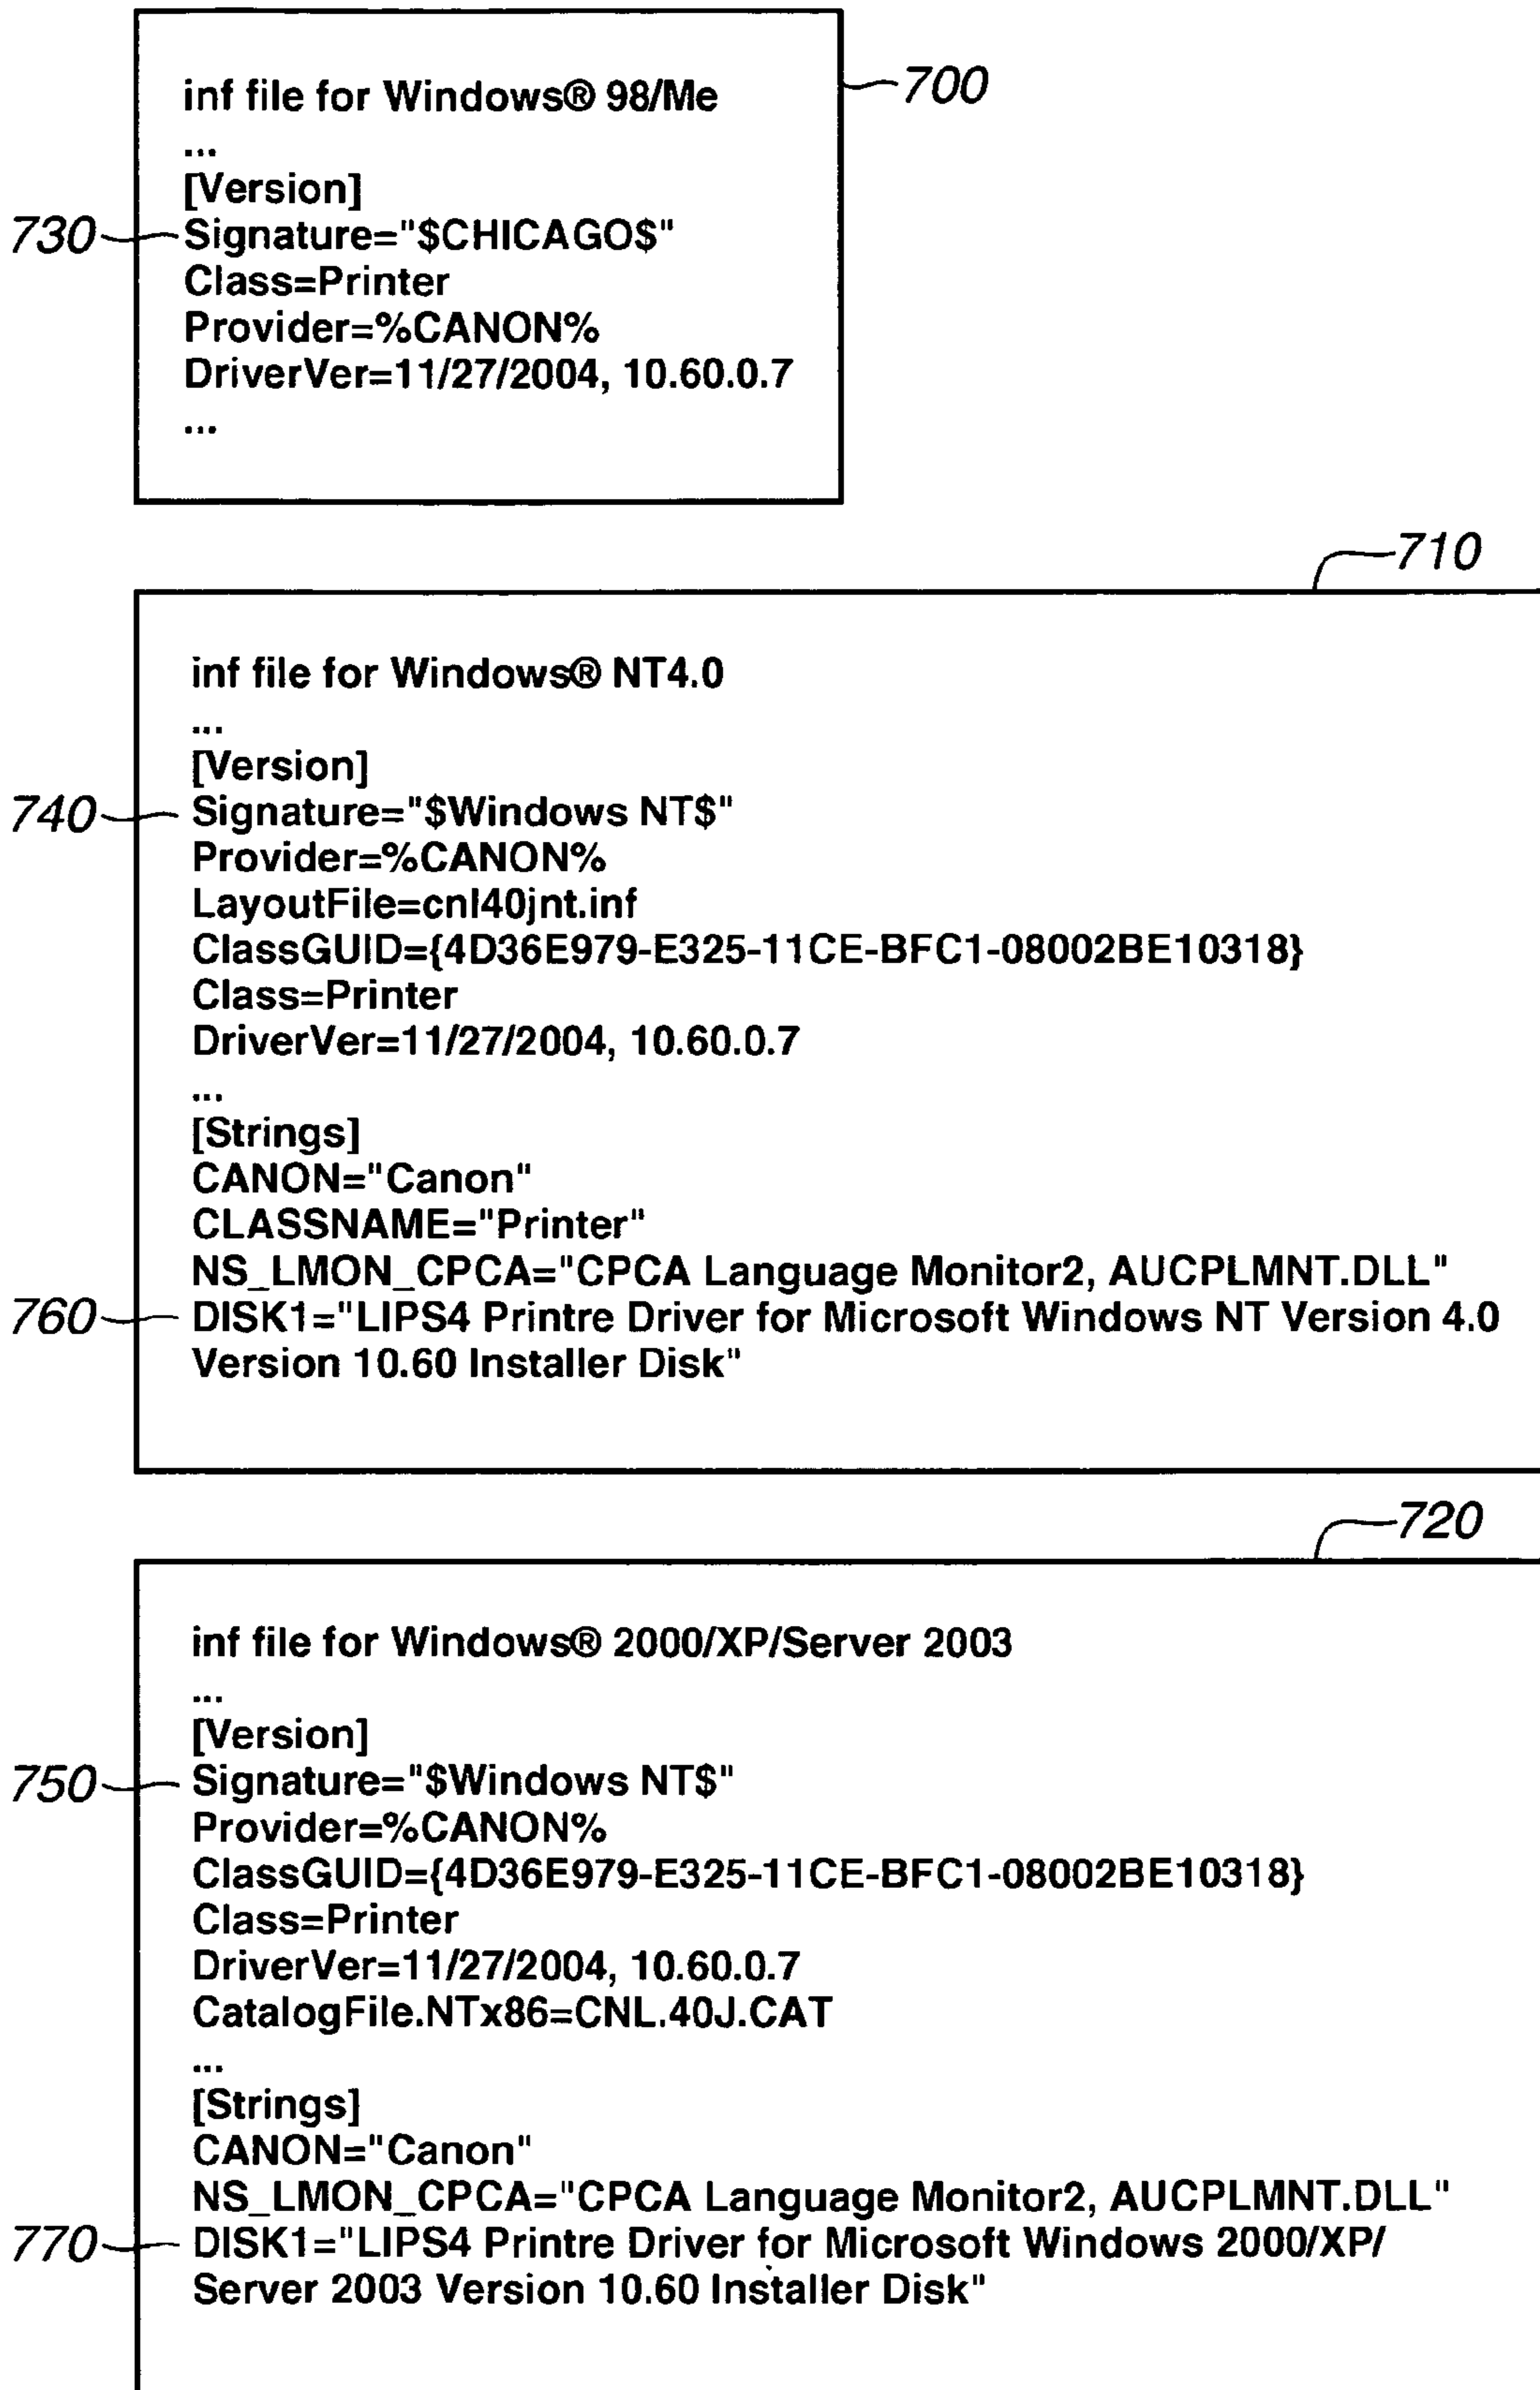 inf file for Windows® 98/Me
700
...
[Version]
730 Signature="$CHICAGO$"
Class=Printer
Provider=%CANON%
DriverVer=11/27/2004, 10.60.0.7
...
710
inf file for Windows® NT4.0
...
[Version]
740 Signature="$Windows NT$"
Provider=%CANON%
LayoutFile=cnl40jnt.inf
ClassGUID={4D36E979-E325-11CE-BFC1-08002BE10318}
Class=Printer
DriverVer=11/27/2004, 10.60.0.7
...
[Strings]
CANON="Canon"
CLASSNAME="Printer"
NS_LMON_CPCA="CPCA Language Monitor2, AUCPLMNT.DLL"
760 DISK1="LIPS4 Printre Driver for Microsoft Windows NT Version 4.0
Version 10.60 Installer Disk"
720
inf file for Windows® 2000/XP/Server 2003
...
[Version]
750 Signature="$Windows NT$"
Provider=%CANON%
ClassGUID={4D36E979-E325-11CE-BFC1-08002BE10318}
Class=Printer
DriverVer=11/27/2004, 10.60.0.7
CatalogFile.NTx86=CNL.40J.CAT
...
[Strings]
CANON="Canon"
NS_LMON_CPCA="CPCA Language Monitor2, AUCPLMNT.DLL"
770 DISK1="LIPS4 Printre Driver for Microsoft Windows 2000/XP/
Server 2003 Version 10.60 Installer Disk"